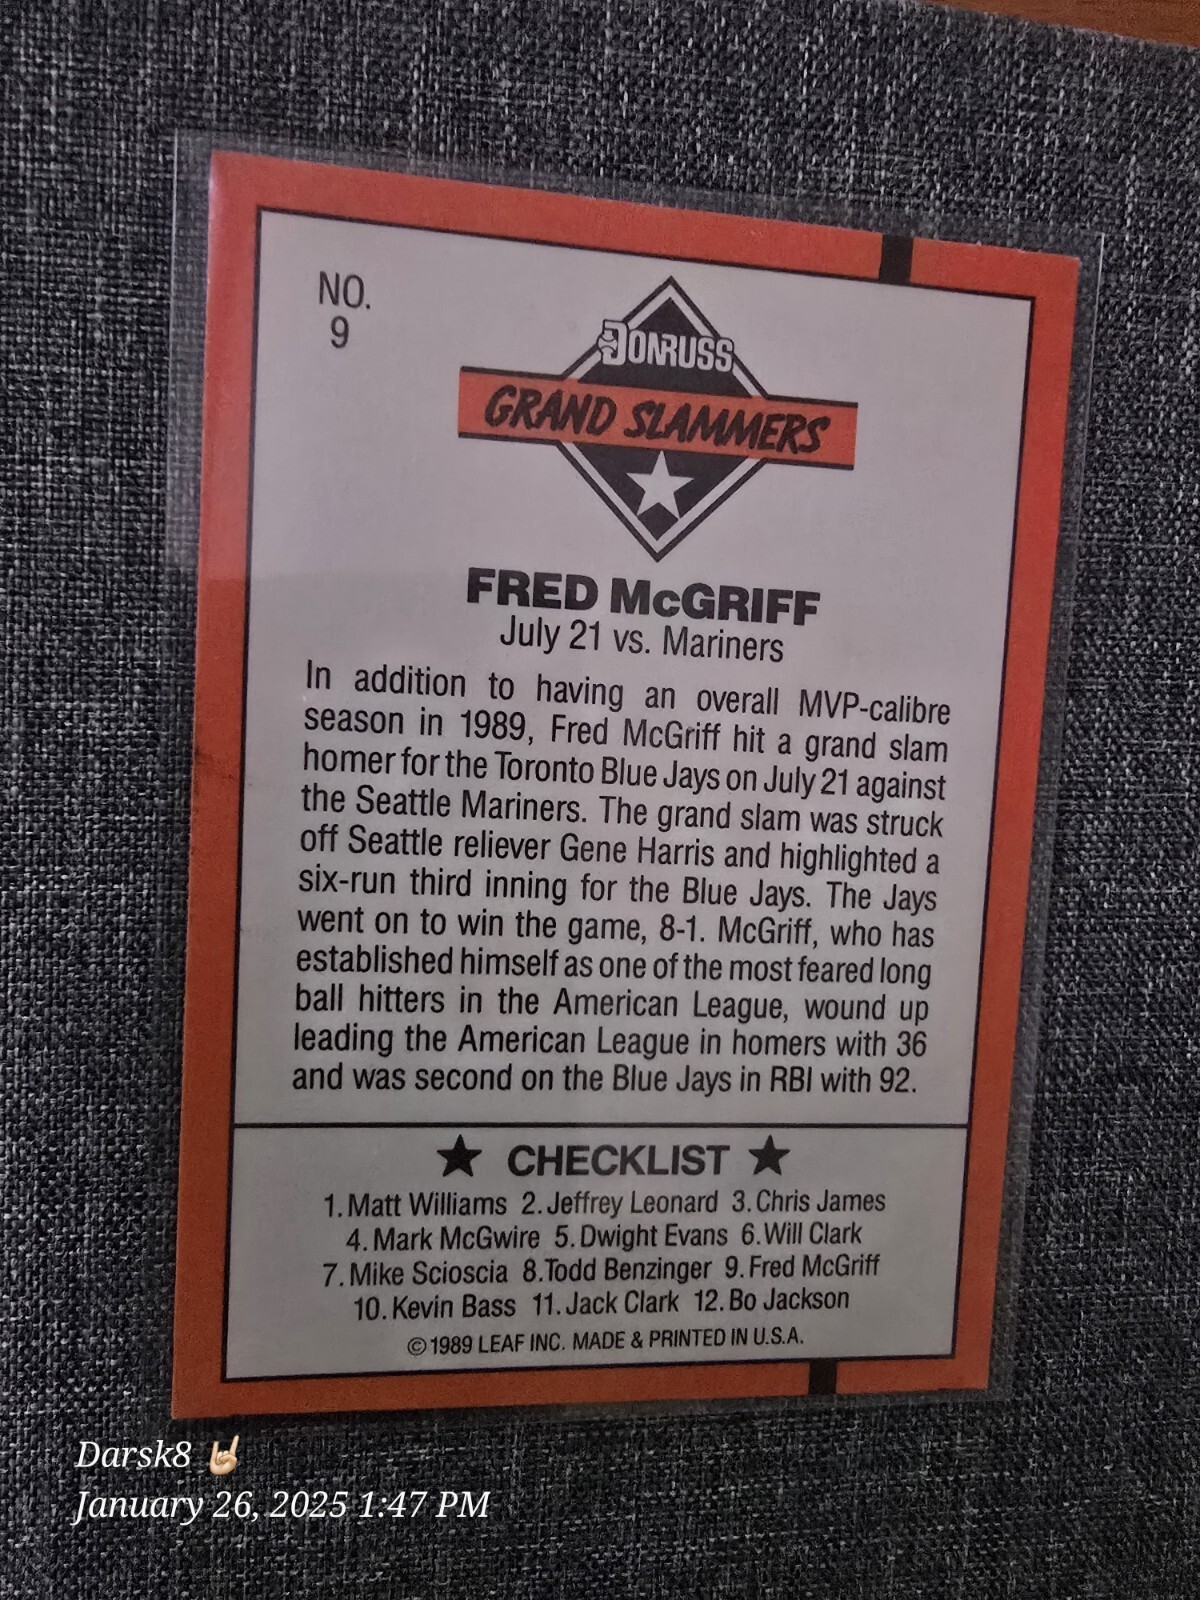 NO.
9
DONRUSS
GRAND SLAMMERS
FRED McGRIFF
July 21 vs. Mariners
In addition to having an overall MVP-calibre
season in 1989, Fred McGriff hit a grand slam
homer for the Toronto Blue Jays on July 21 against
the Seattle Mariners. The grand slam was struck
off Seattle reliever Gene Harris and highlighted a
six-run third inning for the Blue Jays. The Jays
went on to win the game, 8-1. McGriff, who has
established himself as one of the most feared long
ball hitters in the American League, wound up
leading the American League in homers with 36
and was second on the Blue Jays in RBI with 92.
★ CHECKLIST ★
1. Matt Williams 2. Jeffrey Leonard 3. Chris James
4. Mark McGwire 5. Dwight Evans 6. Will Clark
7. Mike Scioscia 8. Todd Benzinger 9. Fred McGriff
10. Kevin Bass 11. Jack Clark 12. Bo Jackson
© 1989 LEAF INC. MADE & PRINTED IN U.S.A.
Darsk8 🤘🏻
January 26, 2025 1:47 PM